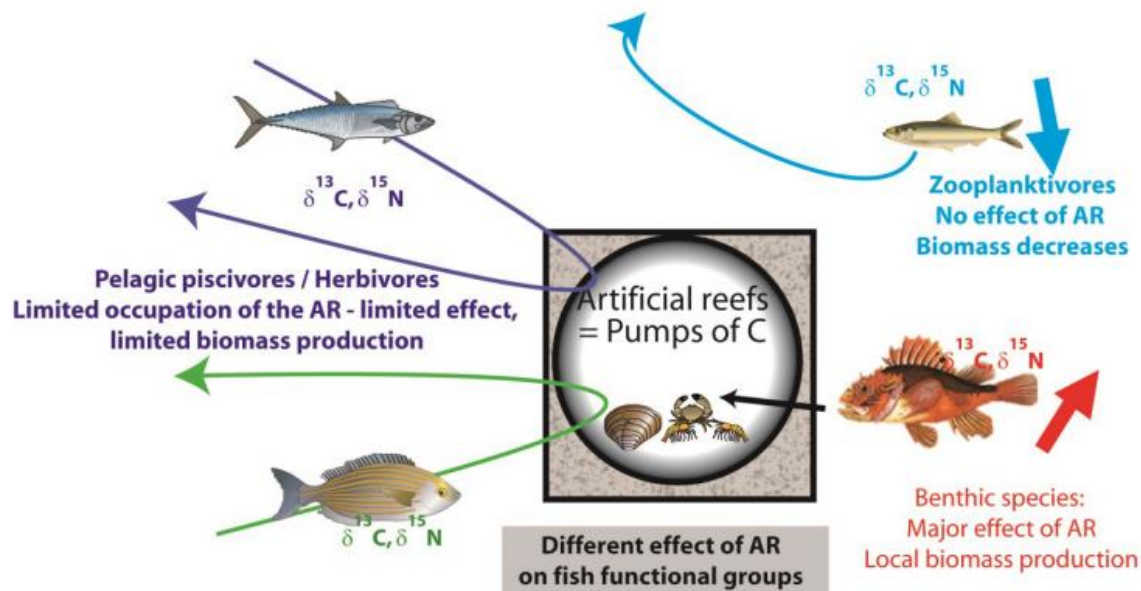 δ¹³C, δ¹⁵N
Zooplanktivores
No effect of AR
Biomass decreases
δ¹³C, δ¹⁵N
Pelagic piscivores / Herbivores
Limited occupation of the AR - limited effect,
limited biomass production
Artificial reefs
= Pumps of C
δ¹³C, δ¹⁵N
Benthic species:
Major effect of AR
Local biomass production
δ¹³C, δ¹⁵N
Different effect of AR
on fish functional groups